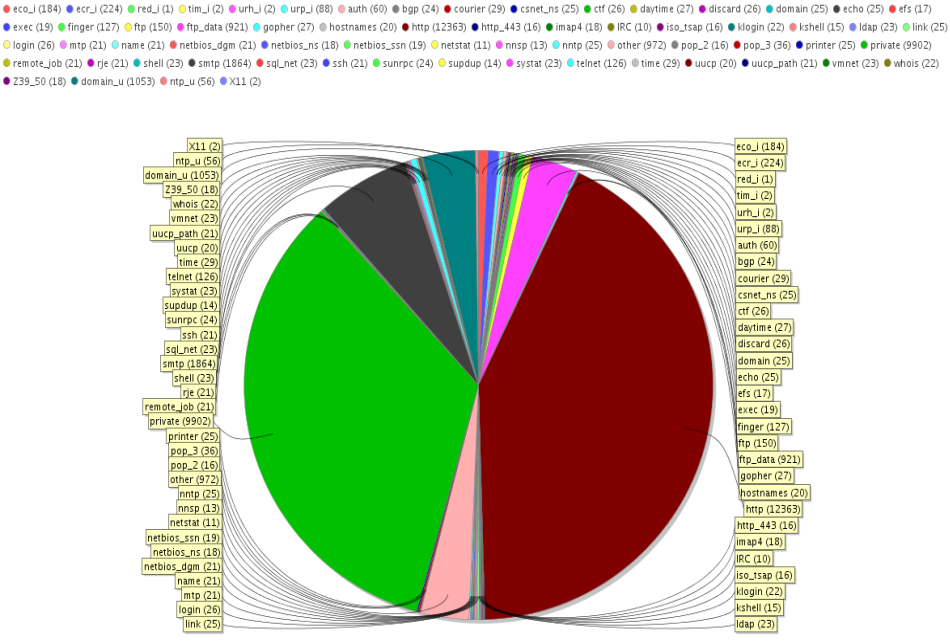 eco_i (184) ecr_i (224) red_i (1) tim_i (2) urh_i (2) urp_i (88) auth (60) bgp (24) courier (29) csnet_ns (25) ctf (26) daytime (27) discard (26) domain (25) echo (25) efs (17)
exec (19) finger (127) ftp (150) ftp_data (921) gopher (27) hostnames (20) http (12363) http_443 (16) imap4 (18) IRC (10) iso_tsap (16) klogin (22) kshell (15) ldap (23) link (25)
login (26) mtp (21) name (21) netbios_dgm (21) netbios_ns (18) netbios_ssn (19) netstat (11) nnsp (13) nntp (25) other (972) pop_2 (16) pop_3 (36) printer (25) private (9902)
remote_job (21) rje (21) shell (23) smtp (1864) sql_net (23) ssh (21) sunrpc (24) supdup (14) systat (23) telnet (126) time (29) uucp (20) uucp_path (21) vmnet (23) whois (22)
Z39_50 (18) domain_u (1053) ntp_u (56) X11 (2)
X11 (2)
ntp_u (56)
domain_u (1053)
Z39_50 (18)
whois (22)
vmnet (23)
uucp_path (21)
uucp (20)
time (29)
telnet (126)
systat (23)
supdup (14)
sunrpc (24)
ssh (21)
sql_net (23)
smtp (1864)
shell (23)
rje (21)
remote_job (21)
private (9902)
printer (25)
pop_3 (36)
pop_2 (16)
other (972)
nntp (25)
nnsp (13)
netstat (11)
netbios_ssn (19)
netbios_ns (18)
netbios_dgm (21)
name (21)
mtp (21)
login (26)
link (25)
eco_i (184)
ecr_i (224)
red_i (1)
tim_i (2)
urh_i (2)
urp_i (88)
auth (60)
bgp (24)
courier (29)
csnet_ns (25)
ctf (26)
daytime (27)
discard (26)
domain (25)
echo (25)
efs (17)
exec (19)
finger (127)
ftp (150)
ftp_data (921)
gopher (27)
hostnames (20)
http (12363)
http_443 (16)
imap4 (18)
IRC (10)
iso_tsap (16)
klogin (22)
kshell (15)
ldap (23)